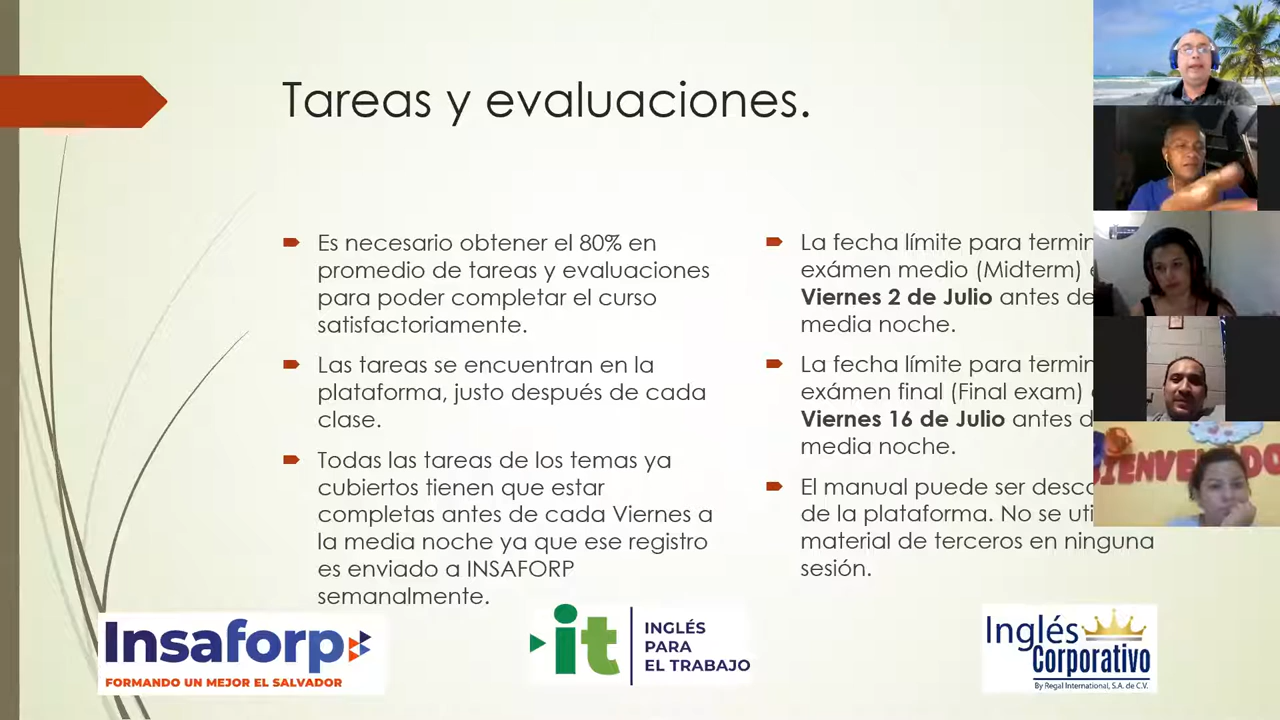 Tareas y evaluaciones.
Es necesario obtener el 80% en
promedio de tareas y evaluaciones
para poder completar el curso
satisfactoriamente.
Las tareas se encuentran en la
plataforma, justo después de cada
clase.
Todas las tareas de los temas ya
cubiertos tienen que estar
completas antes de cada Viernes a
la media noche ya que ese registro
es enviado a INSAFORP
semanalmente.
La fecha límite para
exámen medio (Midterm)
Viernes 2 de Julio antes de
media noche.
La fecha límite para
exámen final (Final exam)
Viernes 16 de Julio antes
media noche.
El manual puede ser
de la plataforma. No se
material de terceros en ninguna
sesión.
Insaforp
FORMANDO UN MEJOR EL SALVADOR
it
INGLÉS
PARA
EL TRABAJO
Inglés
Corporativo
By Regal International, S.A. de C.V.